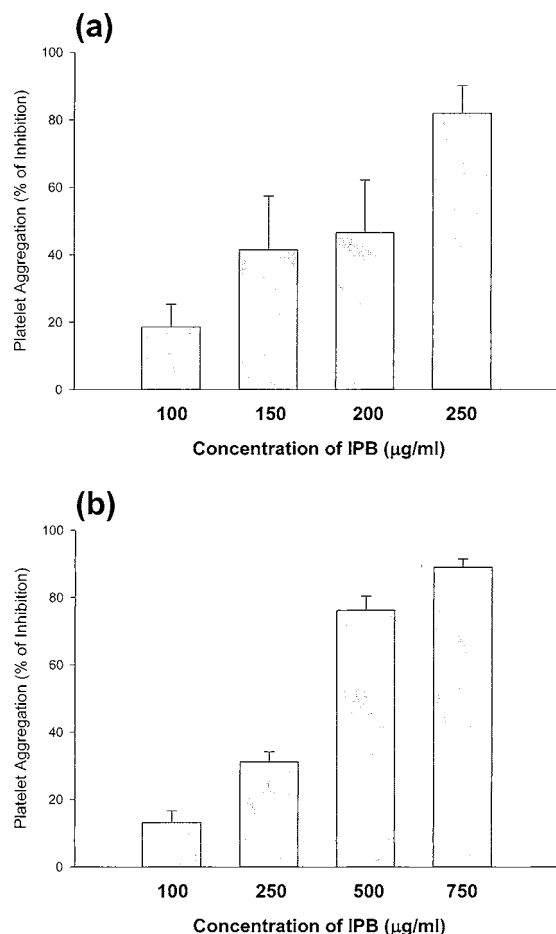 (a)
100
80
60
40
20
0
Platelet Aggregation (% of Inhibition)
100 150 200 250
Concentration of IPB (μg/ml)
(b)
100
80
60
40
20
0
Platelet Aggregation (% of Inhibition)
100 250 500 750
Concentration of IPB (μg/ml)